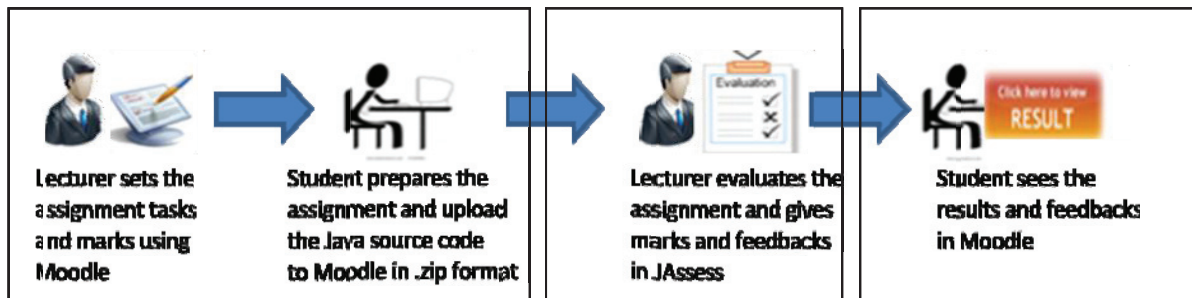 Lecturer sets the
assignment tasks
and marks using
Moodle
Student prepares the
assignment and upload
the Java source code
to Moodle in .zip format
Evaluation
Lecturer evaluates the
assignment and gives
marks and feedbacks
in JAssess
Click here to view
RESULT
Student sees the
results and feedbacks
in Moodle